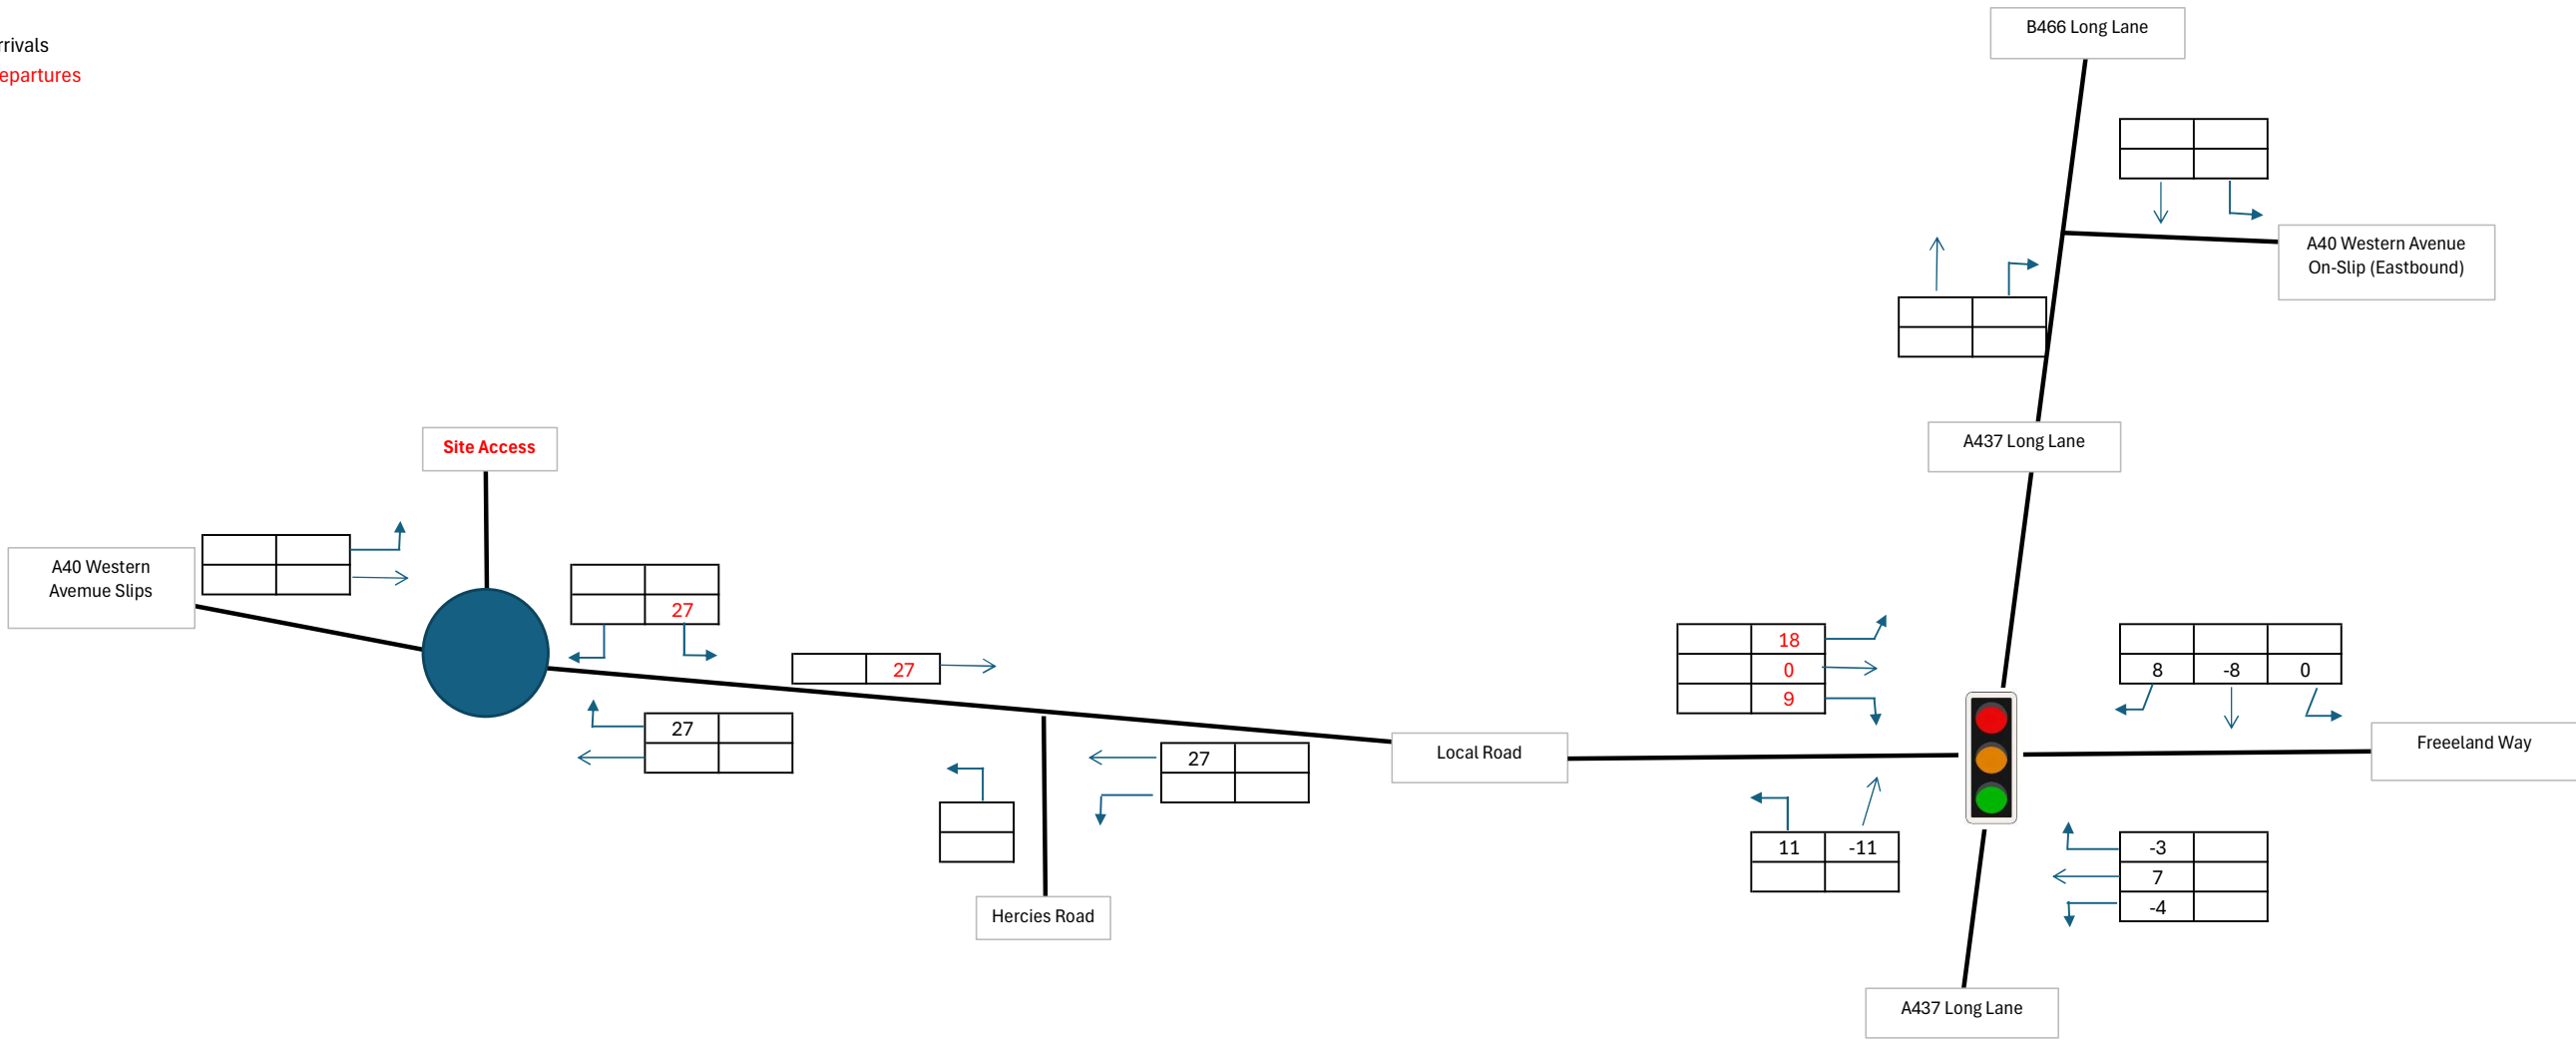 B466 Long Lane
rrivals
epartures
A40 Western Avenue
On-Slip (Eastbound)
A437 Long Lane
Site Access
A40 Western
Avemue Slips
27
27
18
0
9
8 -8 0
27
27
Local Road
Freeeland Way
11 -11
-3
7
-4
Hercies Road
A437 Long Lane